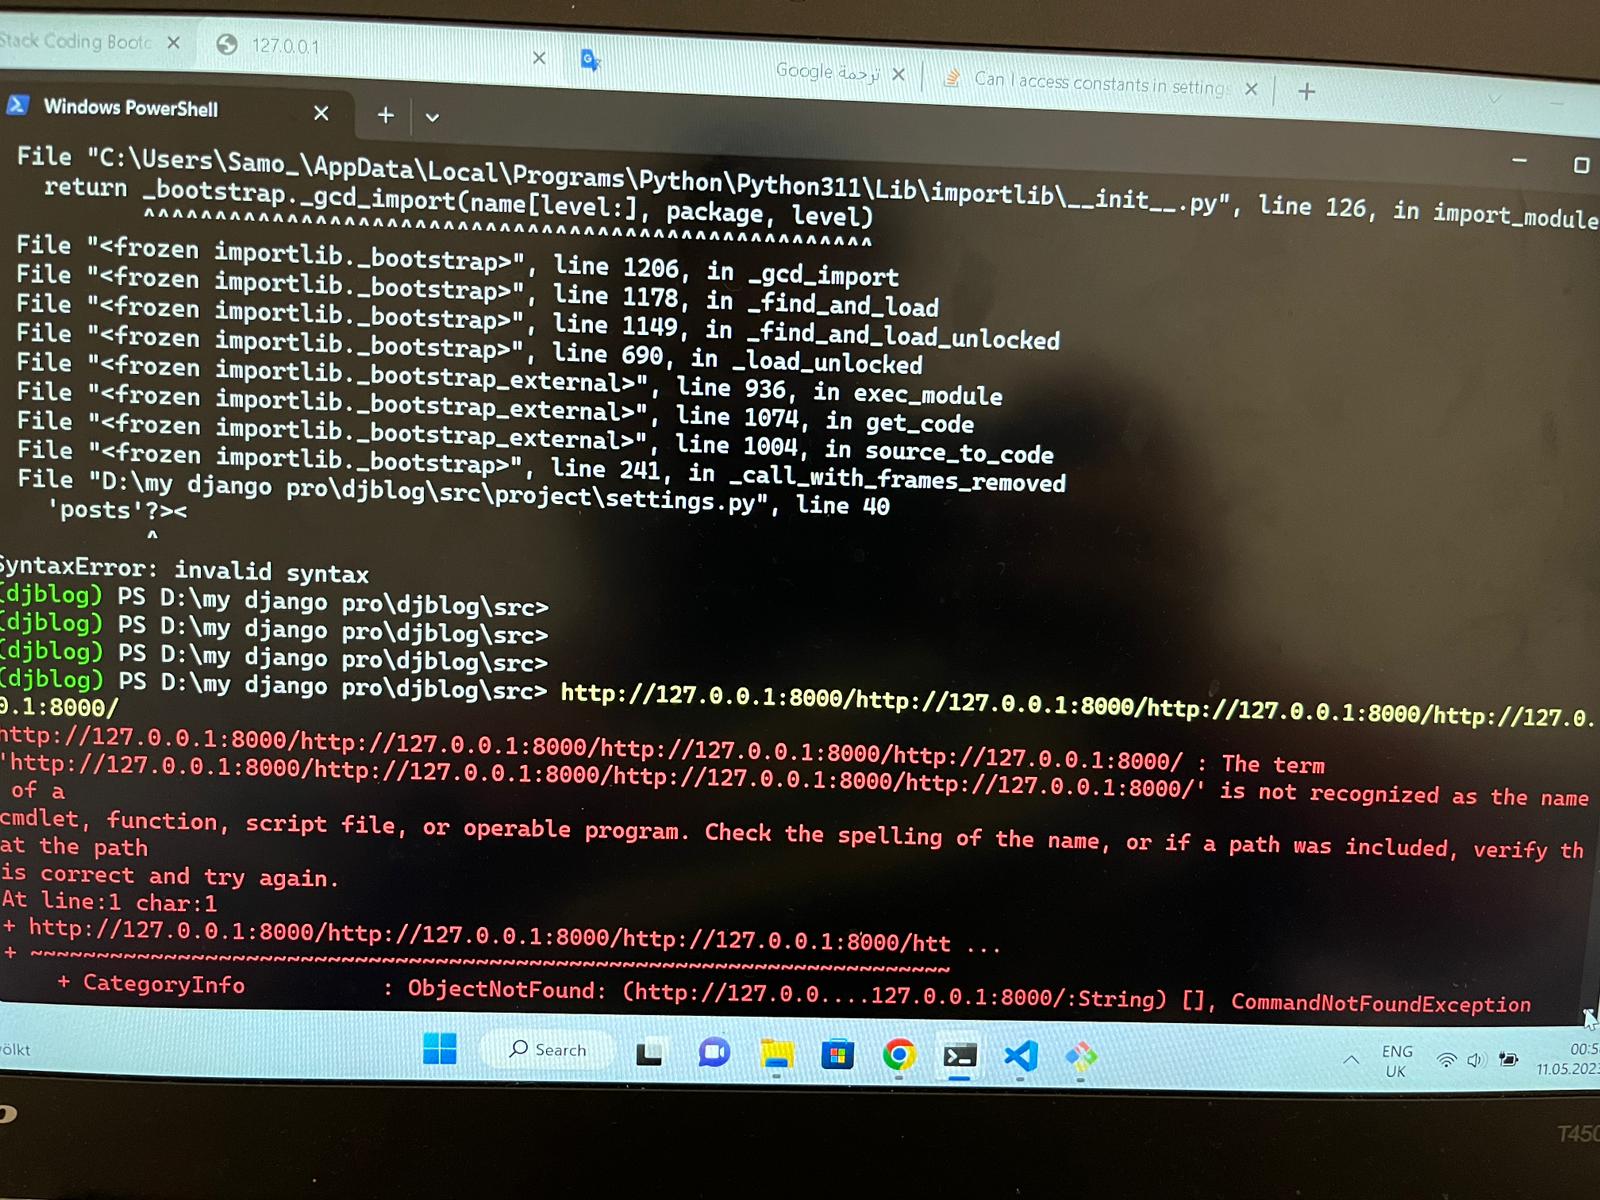 Stack Coding Bootc
127.0.0.1
ترجمة Google
Can I access constants in setting
Windows PowerShell
File "C:\Users\Samo_\AppData\Local\Programs\Python\Python311\Lib\importlib\__init__.py", line 126, in import_module
return _bootstrap._gcd_import(name[level:], package, level)
^^^^^^^^^^^^^^^^^^^^^^^^^^^^^^^^^^^^^^^^^^^^^^^^^^^^
File "<frozen importlib._bootstrap>", line 1206, in _gcd_import
File "<frozen importlib._bootstrap>", line 1178, in _find_and_load
File "<frozen importlib._bootstrap>", line 1149, in _find_and_load_unlocked
File "<frozen importlib._bootstrap>", line 690, in _load_unlocked
File "<frozen importlib._bootstrap_external>", line 936, in exec_module
File "<frozen importlib._bootstrap_external>", line 1074, in get_code
File "<frozen importlib._bootstrap_external>", line 1004, in source_to_code
File "<frozen importlib._bootstrap>", line 241, in _call_with_frames_removed
File "D:\my django pro\djblog\src\project\settings.py", line 40
'posts'?><
^
SyntaxError: invalid syntax
(djblog) PS D:\my django pro\djblog\src>
(djblog) PS D:\my django pro\djblog\src>
(djblog) PS D:\my django pro\djblog\src>
(djblog) PS D:\my django pro\djblog\src> http://127.0.0.1:8000/http://127.0.0.1:8000/http://127.0.0.1:8000/http://127.0.
0.1:8000/
http://127.0.0.1:8000/http://127.0.0.1:8000/http://127.0.0.1:8000/http://127.0.0.1:8000/ : The term
'http://127.0.0.1:8000/http://127.0.0.1:8000/http://127.0.0.1:8000/http://127.0.0.1:8000/' is not recognized as the name
of a
cmdlet, function, script file, or operable program. Check the spelling of the name, or if a path was included, verify th
at the path
is correct and try again.
At line:1 char:1
+ http://127.0.0.1:8000/http://127.0.0.1:8000/http://127.0.0.1:8000/htt ...
+ ~~~~~~~~~~~~~~~~~~~~~~~~~~~~~~~~~~~~~~~~~~~~~~~~~~~~~~~~~~~~~~~~~~~~~
+ CategoryInfo : ObjectNotFound: (http://127.0.0....127.0.0.1:8000/:String) [], CommandNotFoundException
ölkt
Search
ENG
UK
00:5
11.05.2023
T450